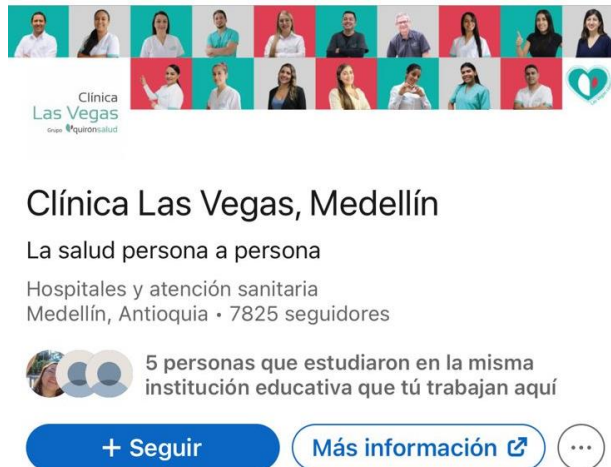 Clínica
Las Vegas
Grupo quirónsalud
Clínica Las Vegas, Medellín
La salud persona a persona
Hospitales y atención sanitaria
Medellín, Antioquia • 7825 seguidores
5 personas que estudiaron en la misma
institución educativa que tú trabajan aquí
+ Seguir
Más información